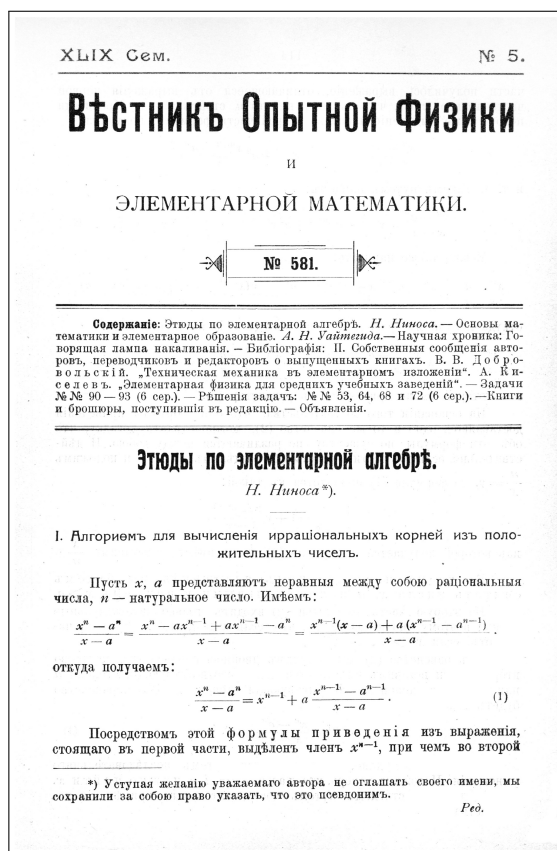 XLIX Сем.
№ 5.
Вѣстникъ Опытной Физики
и
ЭЛЕМЕНТАРНОЙ МАТЕМАТИКИ.
№ 581.
Содержаніе: Этюды по элементарной алгебрѣ. Н. Ниноса. — Основы ма-
тематики и элементарное образованіе. А. Н. Уайтегида. — Научная хроника: Го-
ворящая лампа накаливанія. — Библіографія: II. Собственныя сообщенія авто-
ровъ, переводчиковъ и редакторовъ о выпущенныхъ книгахъ. В. В. Добро-
вольскій. „Техническая механика въ элементарномъ изложеніи“. А. Ки-
селевъ. „Элементарная физика для среднихъ учебныхъ заведеній“. — Задачи
№№ 90 — 93 (6 сер.). — Рѣшенія задачъ: №№ 53, 64, 68 и 72 (6 сер.). —Книги
и брошюры, поступившія въ редакцію. — Объявленія.
Этюды по элементарной алгебрѣ.
Н. Ниноса*).
I. Алгориѳмъ для вычисленія ирраціональныхъ корней изъ поло-
жительныхъ чиселъ.
Пусть x, a представляютъ неравныя между собою раціональныя
числа, n — натуральное число. Имѣемъ:
(xⁿ — aⁿ)/(x — a) = (xⁿ — axⁿ⁻¹ + axⁿ⁻¹ — aⁿ)/(x — a) = (xⁿ⁻¹(x — a) + a (xⁿ⁻¹ — aⁿ⁻¹))/(x — a),
откуда получаемъ:
(xⁿ — aⁿ)/(x — a) = xⁿ⁻¹ + a (xⁿ⁻¹ — aⁿ⁻¹)/(x — a). (1)
Посредствомъ этой формулы приведенія изъ выраженія,
стоящаго въ первой части, выдѣленъ членъ xⁿ⁻¹, при чемъ во второй
*) Уступая желанію уважаемаго автора не оглашать своего имени, мы
сохранили за собою право указать, что это псевдонимъ.
Ред.